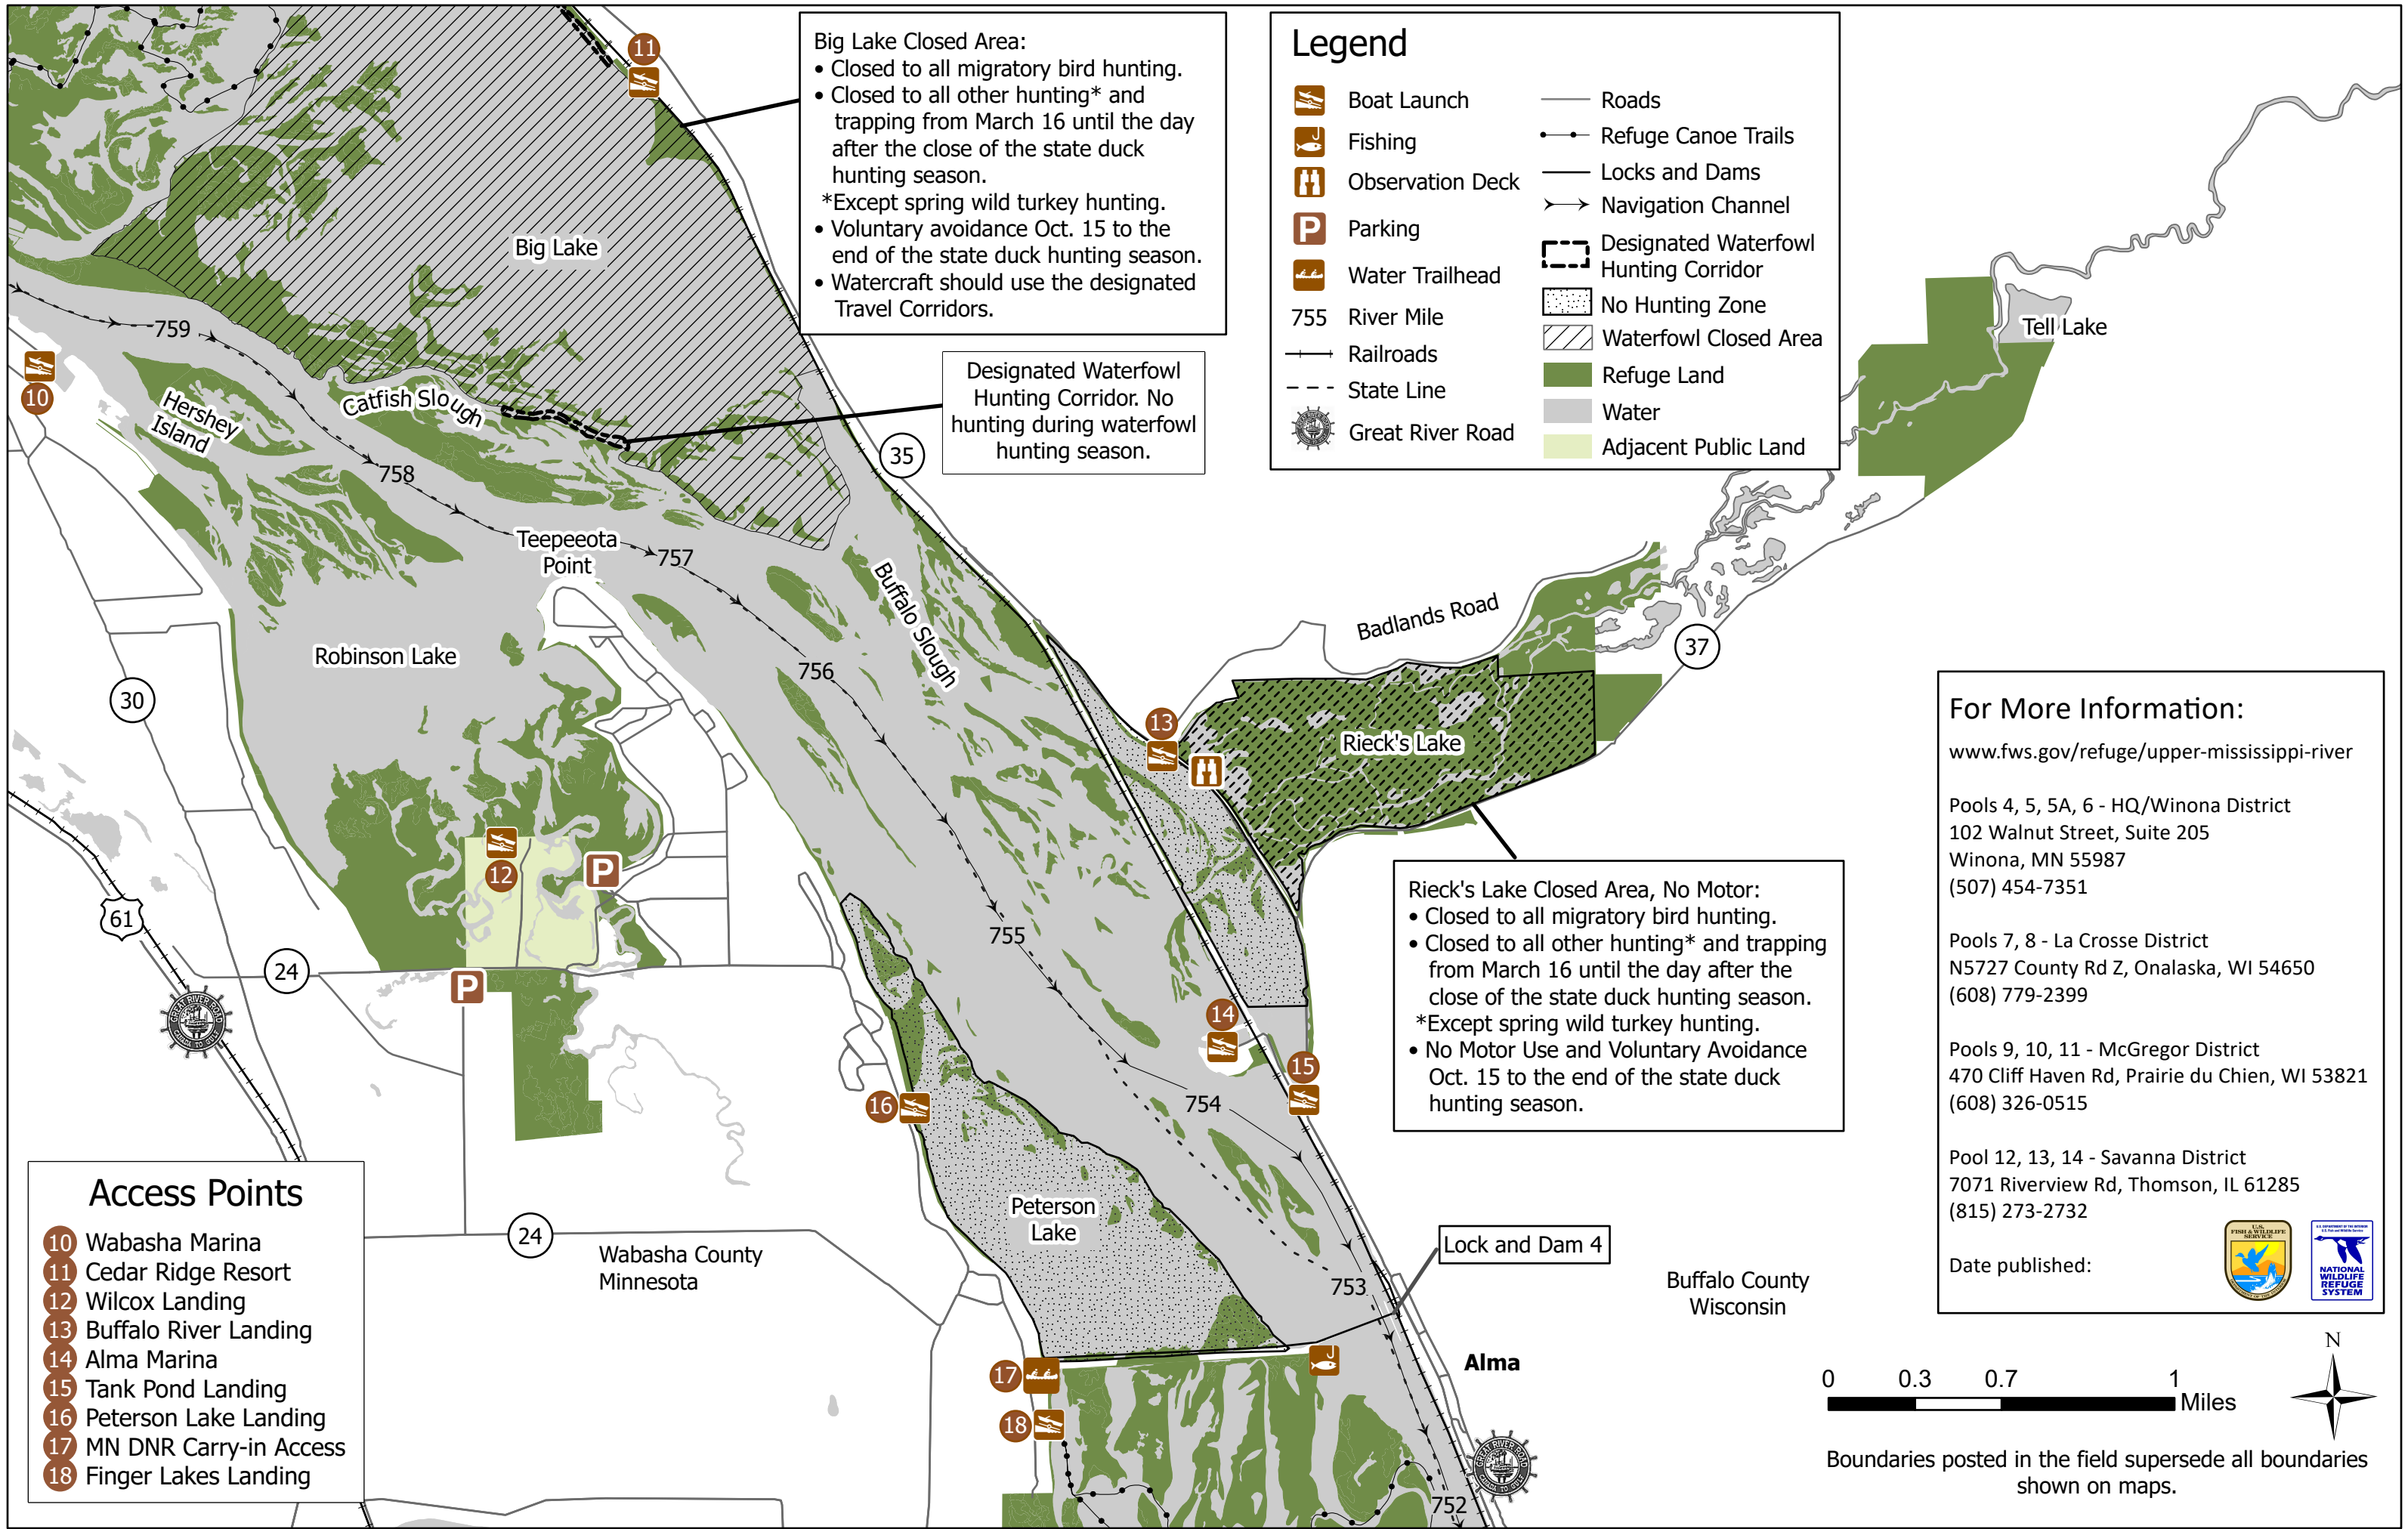 Big Lake Closed Area:
• Closed to all migratory bird hunting.
• Closed to all other hunting* and
trapping from March 16 until the day
after the close of the state duck
hunting season.
*Except spring wild turkey hunting.
• Voluntary avoidance Oct. 15 to the
end of the state duck hunting season.
• Watercraft should use the designated
Travel Corridors.
Designated Waterfowl
Hunting Corridor. No
hunting during waterfowl
hunting season.
Legend
Boat Launch
Fishing
Observation Deck
P Parking
Water Trailhead
755 River Mile
Railroads
State Line
Great River Road
Roads
Refuge Canoe Trails
Locks and Dams
Navigation Channel
Designated Waterfowl
Hunting Corridor
No Hunting Zone
Waterfowl Closed Area
Refuge Land
Water
Adjacent Public Land
11
Big Lake
759
10
Hershey
Island
Catfish Slough
758
35
Teepeeota
Point
757
Buffalo Slough
Tell Lake
Badlands Road
37
Robinson Lake
756
30
13
Rieck's Lake
12
P
61
24
P
GREAT RIVER ROAD
755
14
15
16
754
Rieck's Lake Closed Area, No Motor:
• Closed to all migratory bird hunting.
• Closed to all other hunting* and trapping
from March 16 until the day after the
close of the state duck hunting season.
*Except spring wild turkey hunting.
• No Motor Use and Voluntary Avoidance
Oct. 15 to the end of the state duck
hunting season.
For More Information:
www.fws.gov/refuge/upper-mississippi-river
Pools 4, 5, 5A, 6 - HQ/Winona District
102 Walnut Street, Suite 205
Winona, MN 55987
(507) 454-7351
Pools 7, 8 - La Crosse District
N5727 County Rd Z, Onalaska, WI 54650
(608) 779-2399
Pools 9, 10, 11 - McGregor District
470 Cliff Haven Rd, Prairie du Chien, WI 53821
(608) 326-0515
Pool 12, 13, 14 - Savanna District
7071 Riverview Rd, Thomson, IL 61285
(815) 273-2732
Date published:
U.S.
FISH & WILDLIFE
SERVICE
NATIONAL
WILDLIFE
REFUGE
SYSTEM
Peterson
Lake
24
Wabasha County
Minnesota
Lock and Dam 4
753
Buffalo County
Wisconsin
Alma
17
18
GREAT RIVER ROAD
752
Access Points
10 Wabasha Marina
11 Cedar Ridge Resort
12 Wilcox Landing
13 Buffalo River Landing
14 Alma Marina
15 Tank Pond Landing
16 Peterson Lake Landing
17 MN DNR Carry-in Access
18 Finger Lakes Landing
N
0 0.3 0.7 1
Miles
Boundaries posted in the field supersede all boundaries
shown on maps.